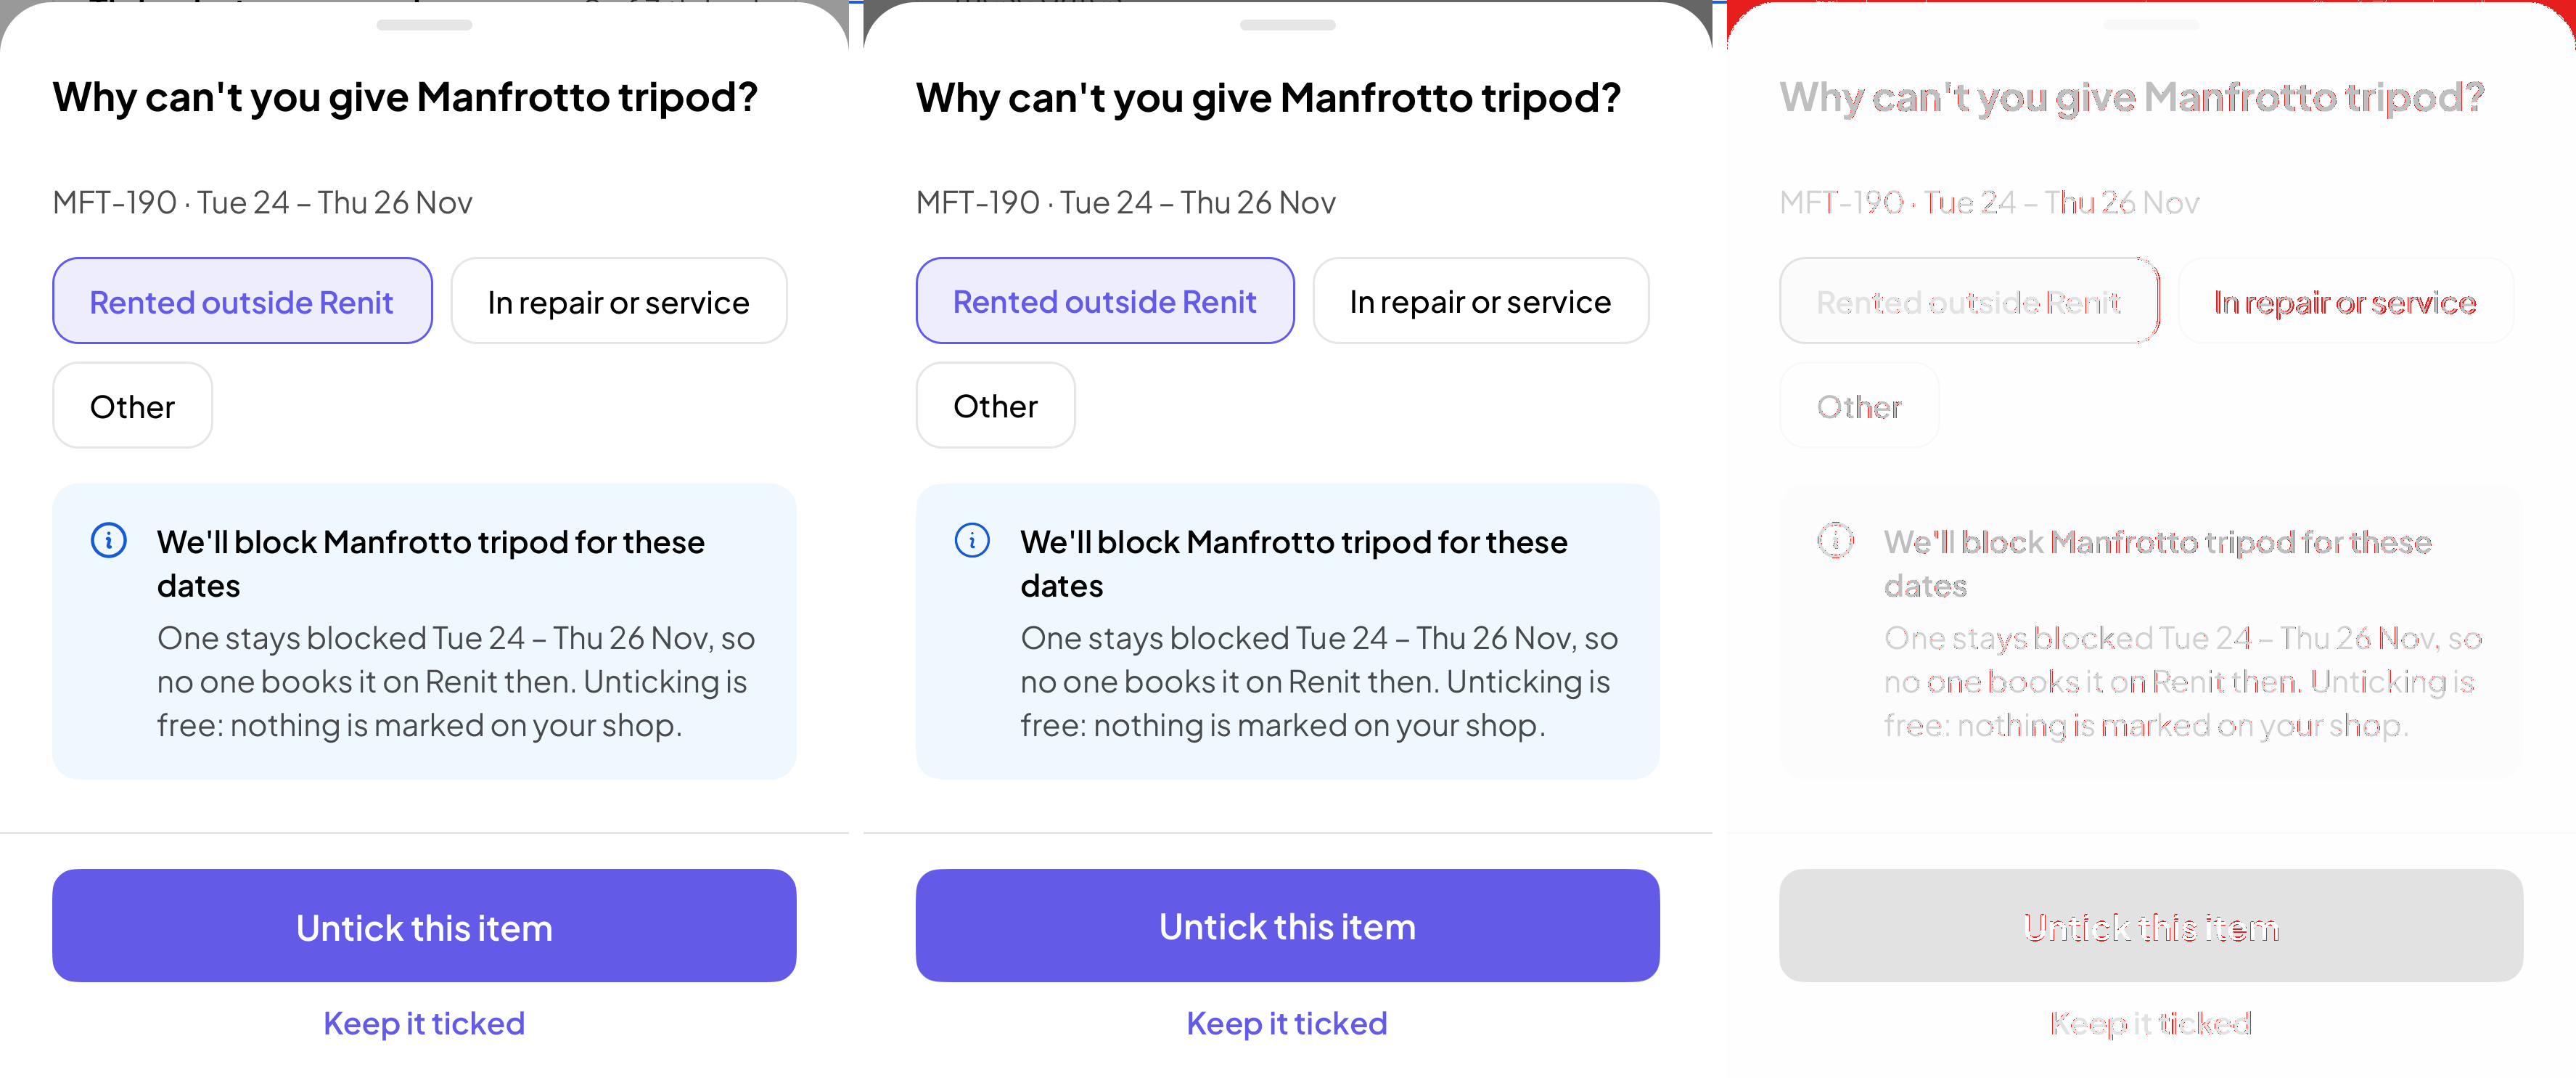 Why can't you give Manfrotto tripod?
MFT-190 · Tue 24 – Thu 26 Nov
Rented outside Renit
In repair or service
Other
We'll block Manfrotto tripod for these
dates
One stays blocked Tue 24 – Thu 26 Nov, so
no one books it on Renit then. Unticking is
free: nothing is marked on your shop.
Untick this item
Keep it ticked
Why can't you give Manfrotto tripod?
MFT-190 · Tue 24 – Thu 26 Nov
Rented outside Renit
In repair or service
Other
We'll block Manfrotto tripod for these
dates
One stays blocked Tue 24 – Thu 26 Nov, so
no one books it on Renit then. Unticking is
free: nothing is marked on your shop.
Untick this item
Keep it ticked
Why can't you give Manfrotto tripod?
MFT-190 · Tue 24 – Thu 26 Nov
Rented outside Renit
In repair or service
Other
We'll block Manfrotto tripod for these
dates
One stays blocked Tue 24 – Thu 26 Nov, so
no one books it on Renit then. Unticking is
free: nothing is marked on your shop.
Untick this item
Keep it ticked